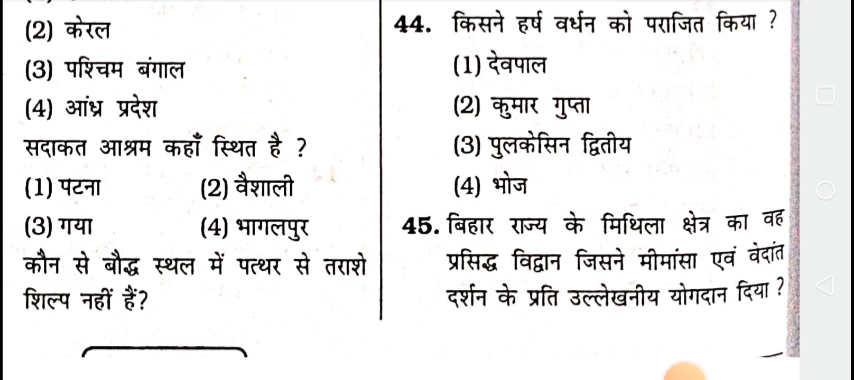 (2) केरल
(3) पश्चिम बंगाल
(4) आंध्र प्रदेश
सदाकत आश्रम कहाँ स्थित है ?
(1) पटना (2) वैशाली
(3) गया (4) भागलपुर
कौन से बौद्ध स्थल में पत्थर से तराशे
शिल्प नहीं हैं?
44. किसने हर्ष वर्धन को पराजित किया ?
(1) देवपाल
(2) कुमार गुप्ता
(3) पुलकेसिन द्वितीय
(4) भोज
45. बिहार राज्य के मिथिला क्षेत्र का वह
प्रसिद्ध विद्वान जिसने मीमांसा एवं वेदांत
दर्शन के प्रति उल्लेखनीय योगदान दिया ?